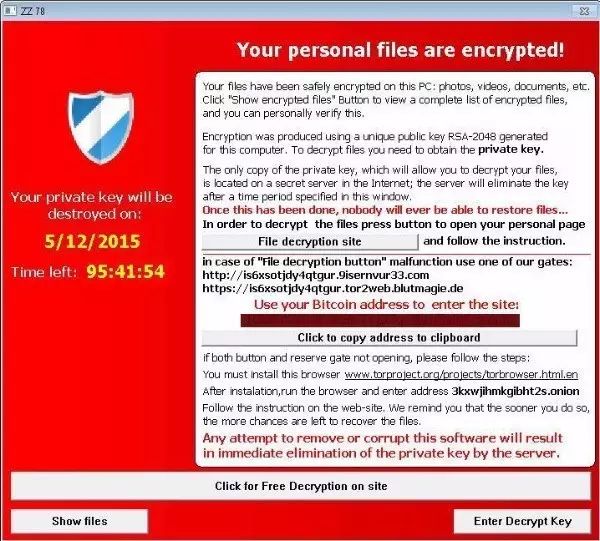 ZZ 78
Your personal files are encrypted!
Your files have been safely encrypted on this PC: photos, videos, documents, etc.
Click "Show encrypted files" Button to view a complete list of encrypted files,
and you can personally verify this.
Encryption was produced using a unique public key RSA-2048 generated
for this computer. To decrypt files you need to obtain the private key.
The only copy of the private key, which will allow you to decrypt your files,
is located on a secret server in the Internet; the server will eliminate the key
after a time period specified in this window.
Once this has been done, nobody will ever be able to restore files...
In order to decrypt the files press button to open your personal page
File decryption site and follow the instruction.
in case of "File decryption button" malfunction use one of our gates:
http://is6xsotjdy4qtgur.9isernvur33.com
https://is6xsotjdy4qtgur.tor2web.blutmagie.de
Use your Bitcoin address to enter the site:
Click to copy address to clipboard
if both button and reserve gate not opening, please follow the steps:
You must install this browser www.torproject.org/projects/torbrowser.html.en
After instalation,run the browser and enter address 3kxwjihmkgibht2s.onion
Follow the instruction on the web-site. We remind you that the sooner you do so,
the more chances are left to recover the files.
Any attempt to remove or corrupt this software will result
in immediate elimination of the private key by the server.
Your private key will be
destroyed on:
5/12/2015
Time left: 95:41:54
Click for Free Decryption on site
Show files
Enter Decrypt Key